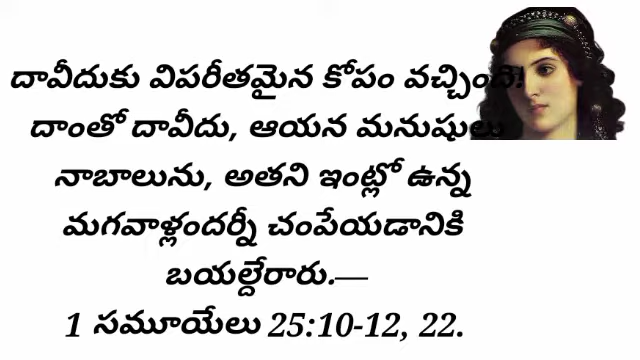 దావీదుకు విపరీతమైన కోపం వచ్చింది!
దాంతో దావీదు, ఆయన మనుషులు
నాబాలును, అతని ఇంట్లో ఉన్న
మగవాళ్లందర్నీ చంపేయడానికి
బయల్దేరారు.—
1 సమూయేలు 25:10-12, 22.